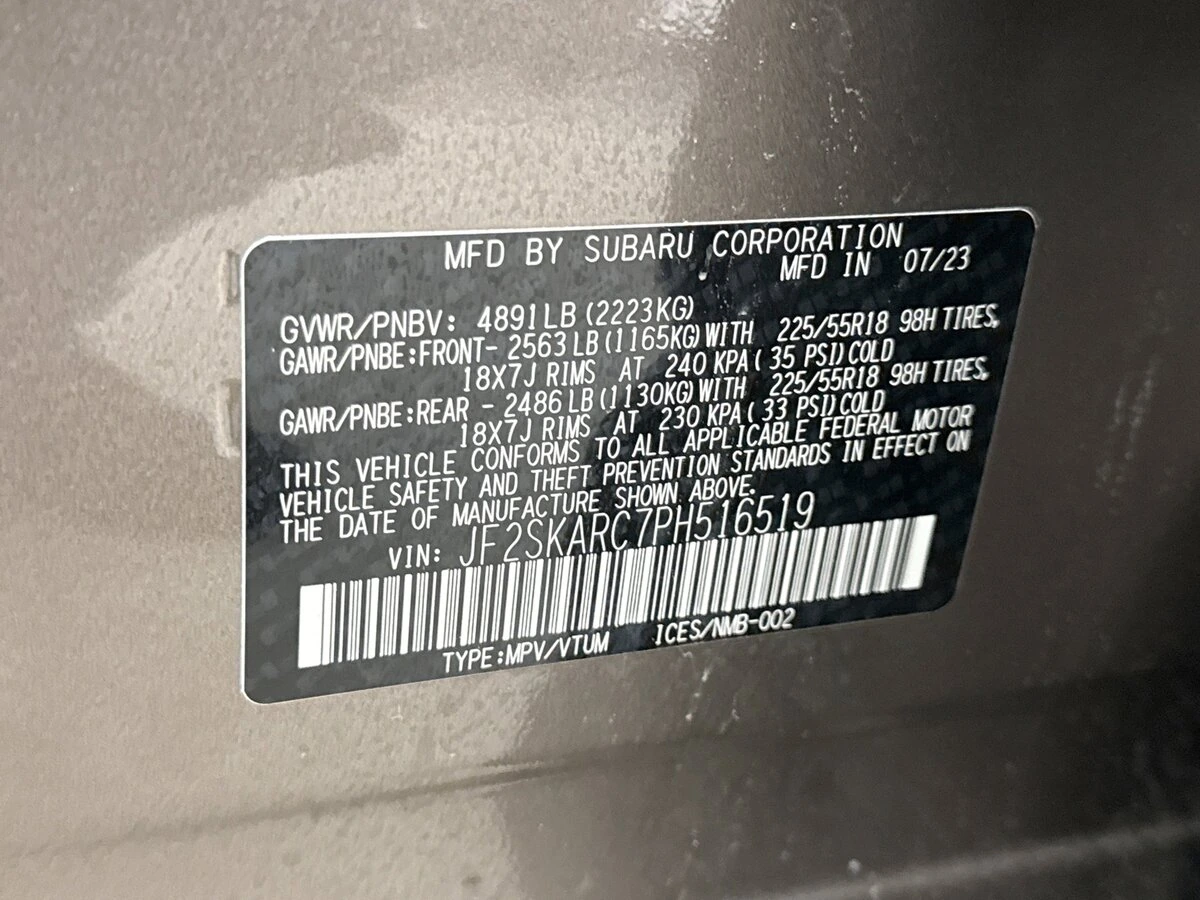 MFD BY SUBARU CORPORATION
MFD IN 07/23
GVWR/PNBV: 4891LB (2223KG)
GAWR/PNBE:FRONT- 2563LB(1165KG)WITH 225/55R18 98H TIRES,
18X7J RIMS AT 240 KPA( 35 PSI)COLD
GAWR/PNBE:REAR - 2486LB(1130KG)WITH 225/55R18 98H TIRES,
18X7J RIMS AT 230 KPA( 33 PSI)COLD
THIS VEHICLE CONFORMS TO ALL APPLICABLE FEDERAL MOTOR
VEHICLE SAFETY AND THEFT PREVENTION STANDARDS IN EFFECT ON
THE DATE OF MANUFACTURE SHOWN ABOVE.
VIN: JF2SKARC7PH516519
TYPE:MPV/VTUM ICES/NMB-002